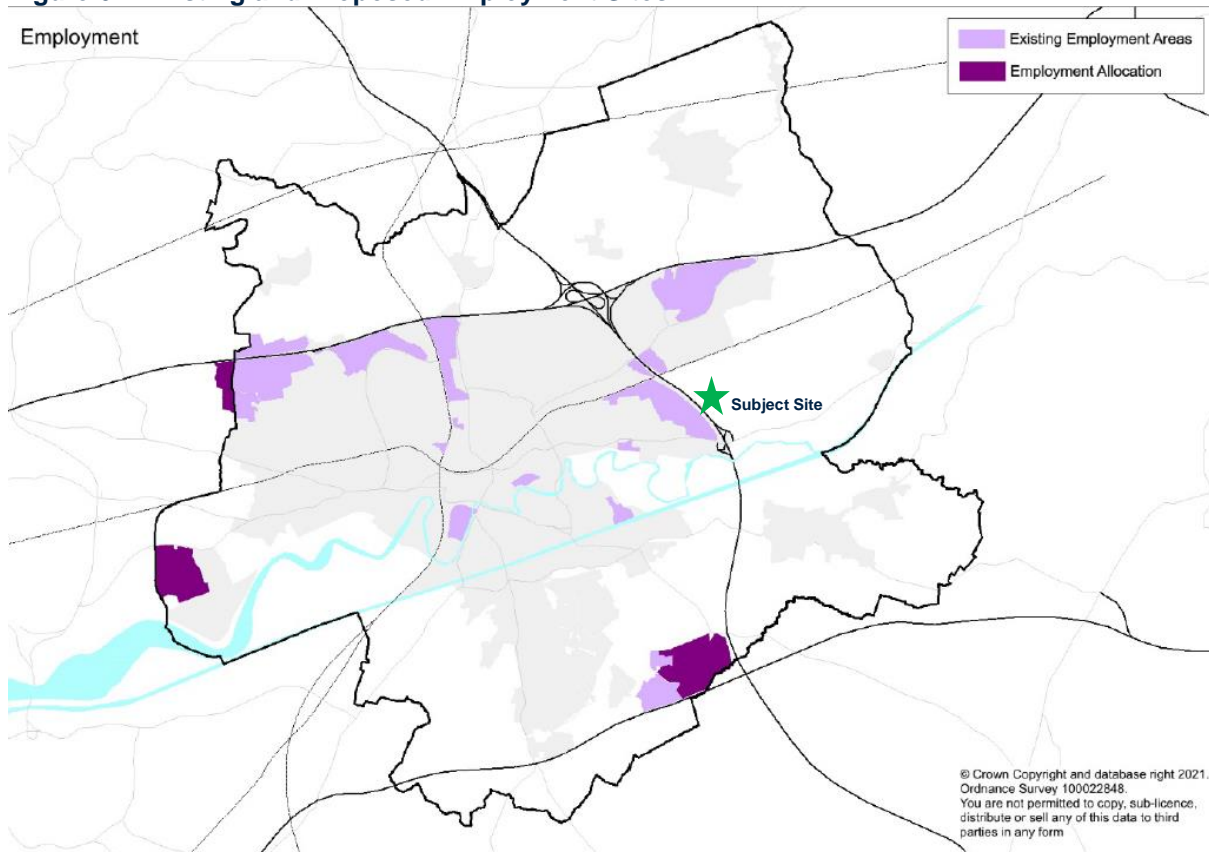 Employment
Existing Employment Areas
Employment Allocation
Subject Site
© Crown Copyright and database right 2021.
Ordnance Survey 100022848.
You are not permitted to copy, sub-licence,
distribute or sell any of this data to third
parties in any form